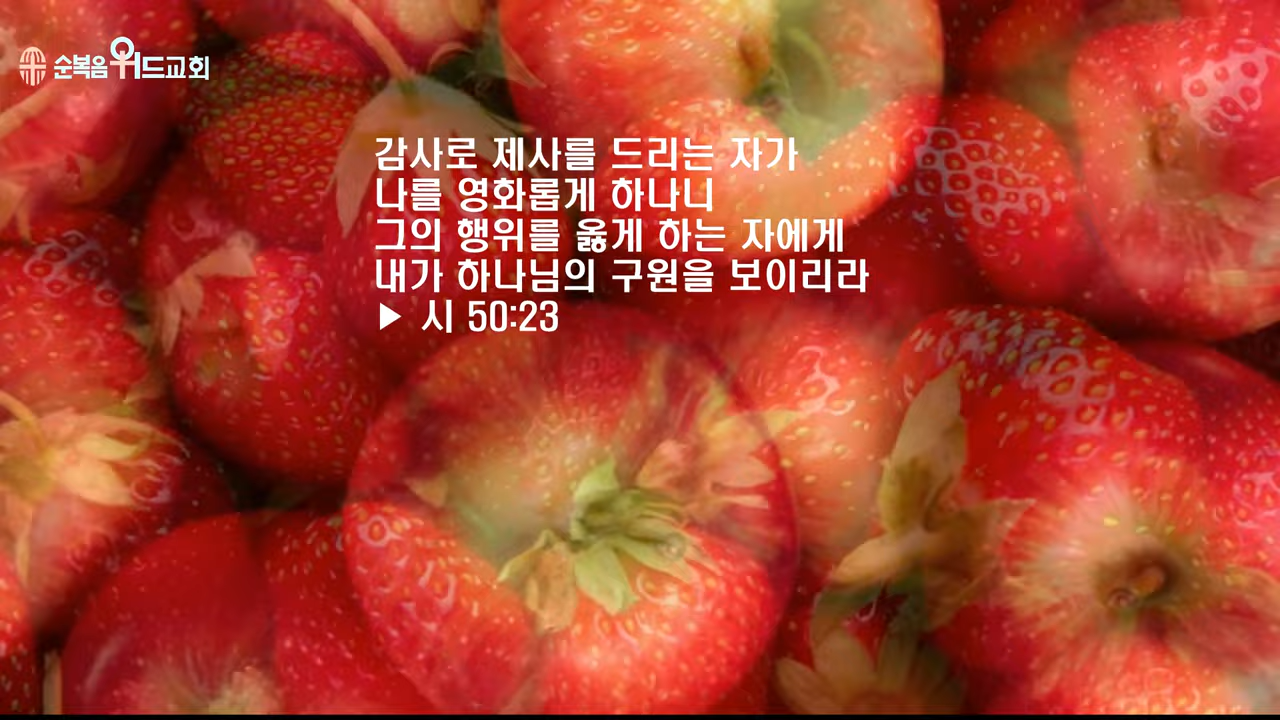 순복음위드교회
감사로 제사를 드리는 자가
나를 영화롭게 하나니
그의 행위를 옳게 하는 자에게
내가 하나님의 구원을 보이리라
▶ 시 50:23